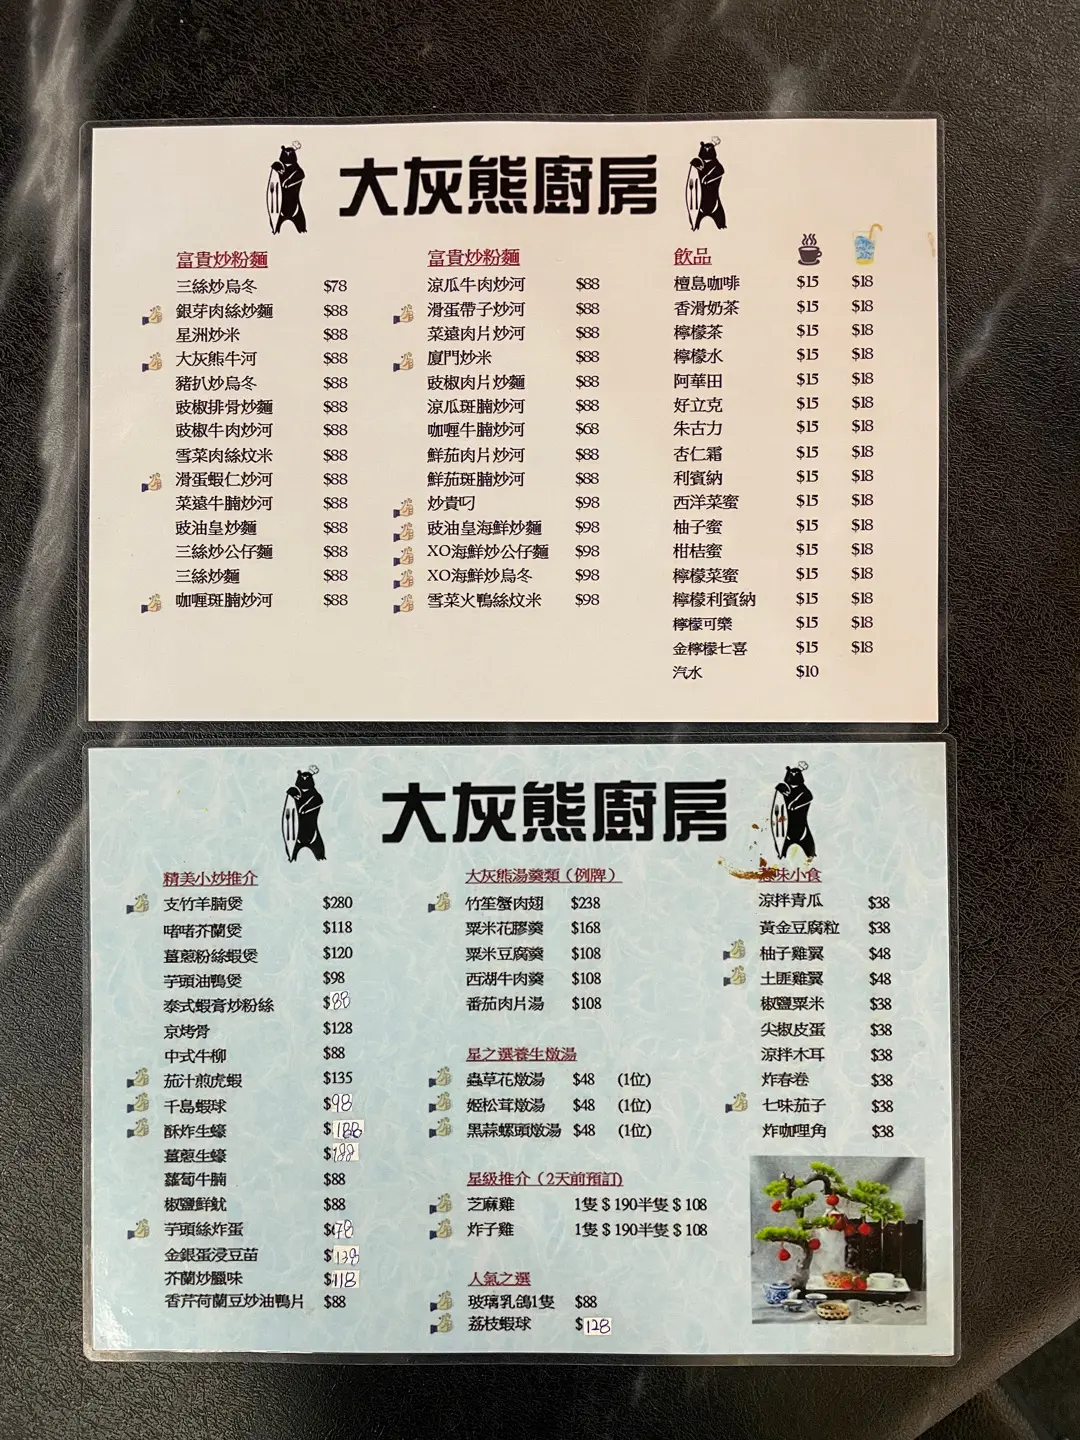 大灰熊廚房
富貴炒粉麵
三絲炒烏冬 $78
銀芽肉絲炒麵 $88
星洲炒米 $88
大灰熊牛河 $88
豬扒炒烏冬 $88
豉椒排骨炒麵 $88
豉椒牛肉炒河 $88
雪菜肉絲炆米 $88
滑蛋蝦仁炒河 $88
菜遠牛腩炒河 $88
豉油皇炒麵 $88
三絲炒公仔麵 $88
三絲炒麵 $88
咖喱斑腩炒河 $88
富貴炒粉麵
涼瓜牛肉炒河 $88
滑蛋帶子炒河 $88
菜遠肉片炒河 $88
廈門炒米 $88
豉椒肉片炒麵 $88
涼瓜斑腩炒河 $88
咖喱牛腩炒河 $68
鮮茄肉片炒河 $88
鮮茄斑腩炒河 $88
炒貴刁 $98
豉油皇海鮮炒麵 $98
XO海鮮炒公仔麵 $98
XO海鮮炒烏冬 $98
雪菜火鴨絲炆米 $98
飲品
檀島咖啡 $15 $18
香滑奶茶 $15 $18
檸檬茶 $15 $18
檸檬水 $15 $18
阿華田 $15 $18
好立克 $15 $18
朱古力 $15 $18
杏仁霜 $15 $18
利賓納 $15 $18
西洋菜蜜 $15 $18
柚子蜜 $15 $18
柑桔蜜 $15 $18
檸檬菜蜜 $15 $18
檸檬利賓納 $15 $18
檸檬可樂 $15 $18
金檸檬七喜 $15 $18
汽水 $10
大灰熊廚房
精美小炒推介
支竹羊腩煲 $280
啫啫芥蘭煲 $118
薑蔥粉絲蝦煲 $120
芋頭油鴨煲 $98
泰式蝦膏炒粉絲 $88
京烤骨 $128
中式牛柳 $88
茄汁煎虎蝦 $135
千島蝦球 $98
酥炸生蠔 $188
薑蔥生蠔 $188
蘿蔔牛腩 $88
椒鹽鮮魷 $88
芋頭絲炸蛋 $78
金銀蛋浸豆苗 $138
芥蘭炒臘味 $118
香芹荷蘭豆炒油鴨片 $88
大灰熊湯羹類（例牌）
竹笙蟹肉翅 $238
粟米花膠羹 $168
粟米豆腐羹 $108
西湖牛肉羹 $108
番茄肉片湯 $108
星之選養生燉湯
蟲草花燉湯 $48 (1位)
姬松茸燉湯 $48 (1位)
黑蒜螺頭燉湯 $48 (1位)
星級推介（2天前預訂）
芝麻雞 1隻 $ 190半隻 $ 108
炸子雞 1隻 $ 190半隻 $ 108
人氣之選
玻璃乳鴿1隻 $88
荔枝蝦球 $128
味小食
涼拌青瓜 $38
黃金豆腐粒 $38
柚子雞翼 $48
土匪雞翼 $48
椒鹽粟米 $38
尖椒皮蛋 $38
涼拌木耳 $38
炸春卷 $38
七味茄子 $38
炸咖哩角 $38